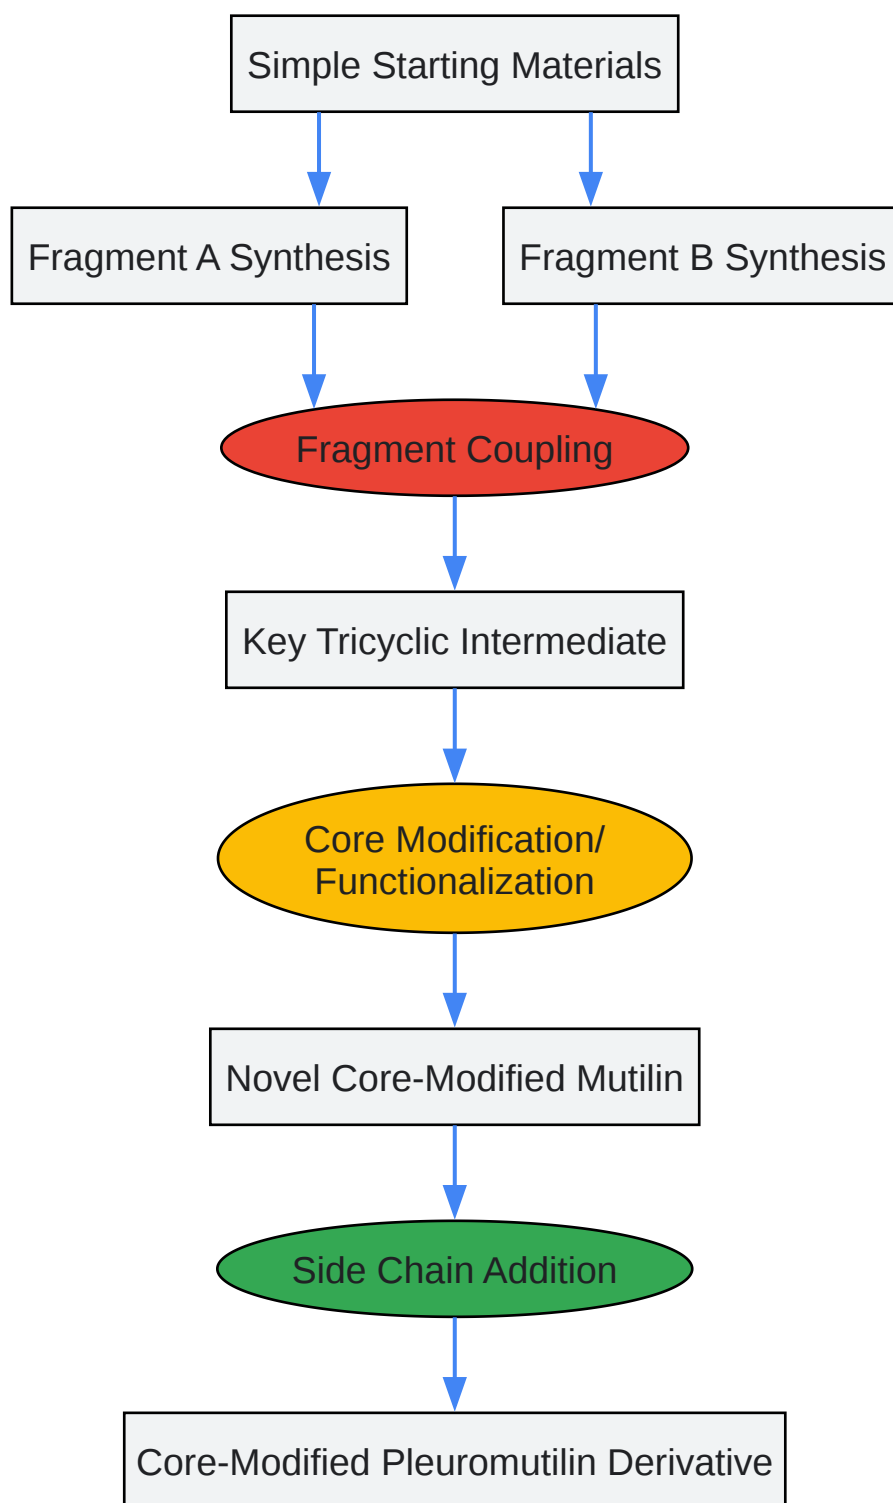 Simple Starting Materials
Fragment A Synthesis
Fragment B Synthesis
Fragment Coupling
Key Tricyclic Intermediate
Core Modification/
Functionalization
Novel Core-Modified Mutilin
Side Chain Addition
Core-Modified Pleuromutilin Derivative